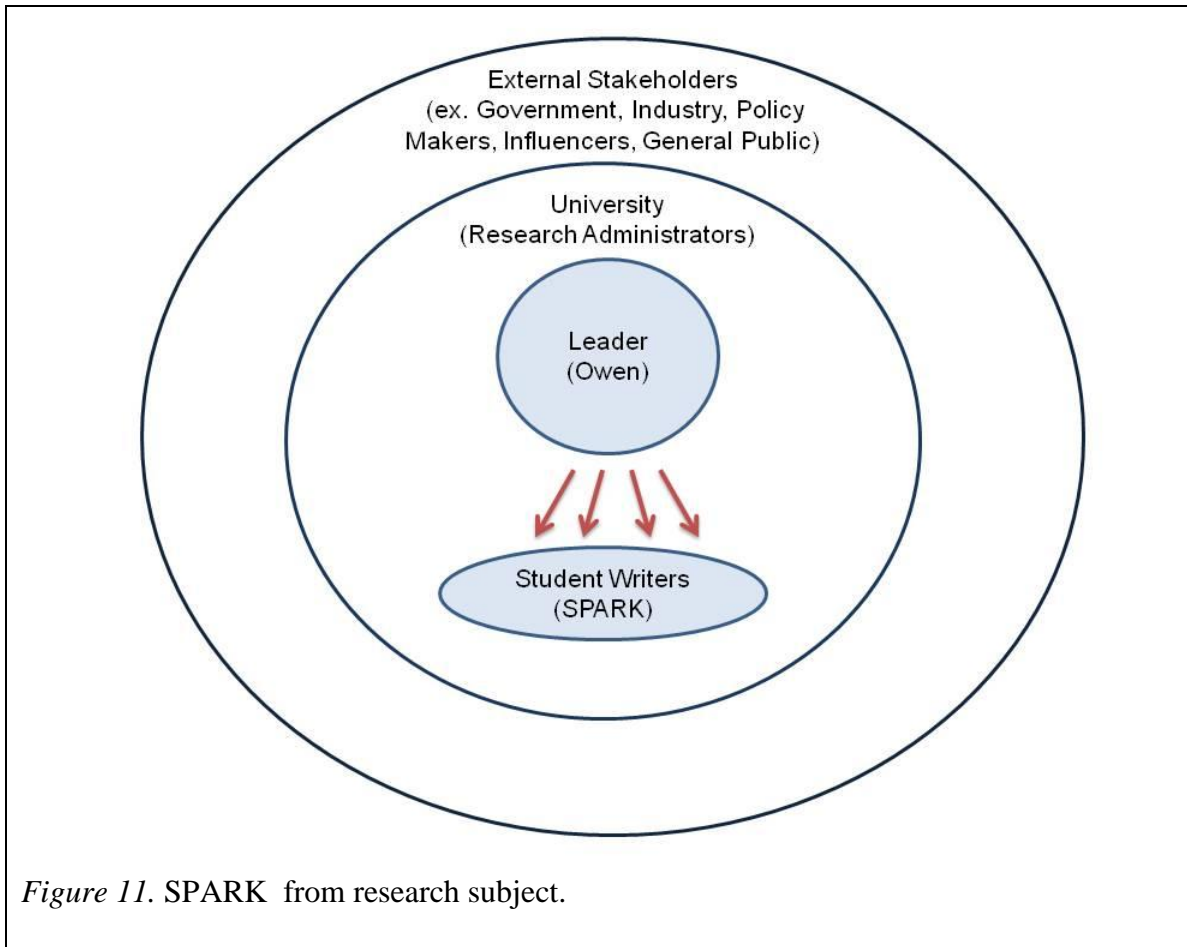 External Stakeholders
(ex. Government, Industry, Policy
Makers, Influencers, General Public)
University
(Research Administrators)
Leader
(Owen)
Student Writers
(SPARK)
Figure 11. SPARK  from research subject.